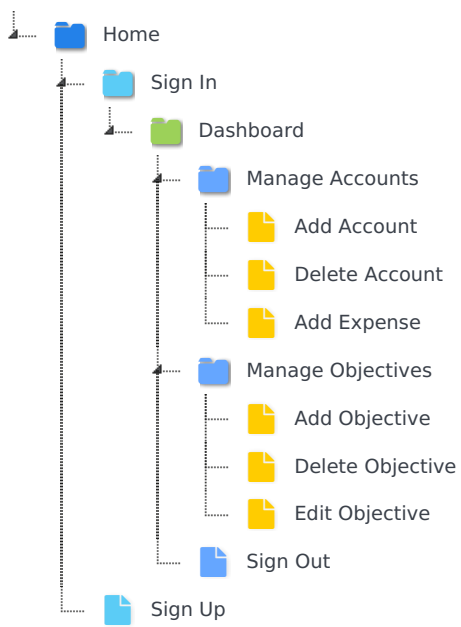 Home
Sign In
Dashboard
Manage Accounts
Add Account
Delete Account
Add Expense
Manage Objectives
Add Objective
Delete Objective
Edit Objective
Sign Out
Sign Up